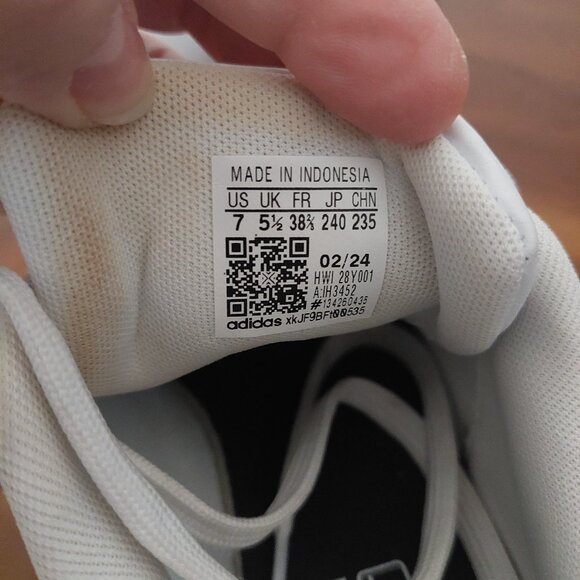 MADE IN INDONESIA
US UK FR JP CHN
7 5½ 38⅔ 240 235
02/24
HWI 28Y001
A:IH3452
#134260435
adidas xkJF9BFt00535